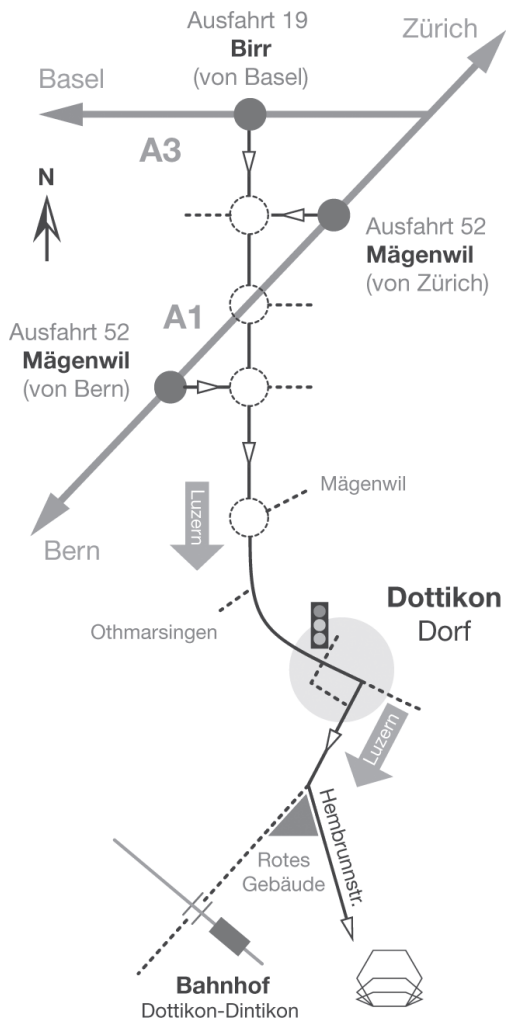 Ausfahrt 19
Birr
(von Basel)
Zürich
Basel
A3
N
Ausfahrt 52
Mägenwil
(von Zürich)
A1
Ausfahrt 52
Mägenwil
(von Bern)
Mägenwil
Luzern
Bern
Dottikon
Dorf
Othmarsingen
Luzern
Hembrunnstr.
Rotes
Gebäude
Bahnhof
Dottikon-Dintikon